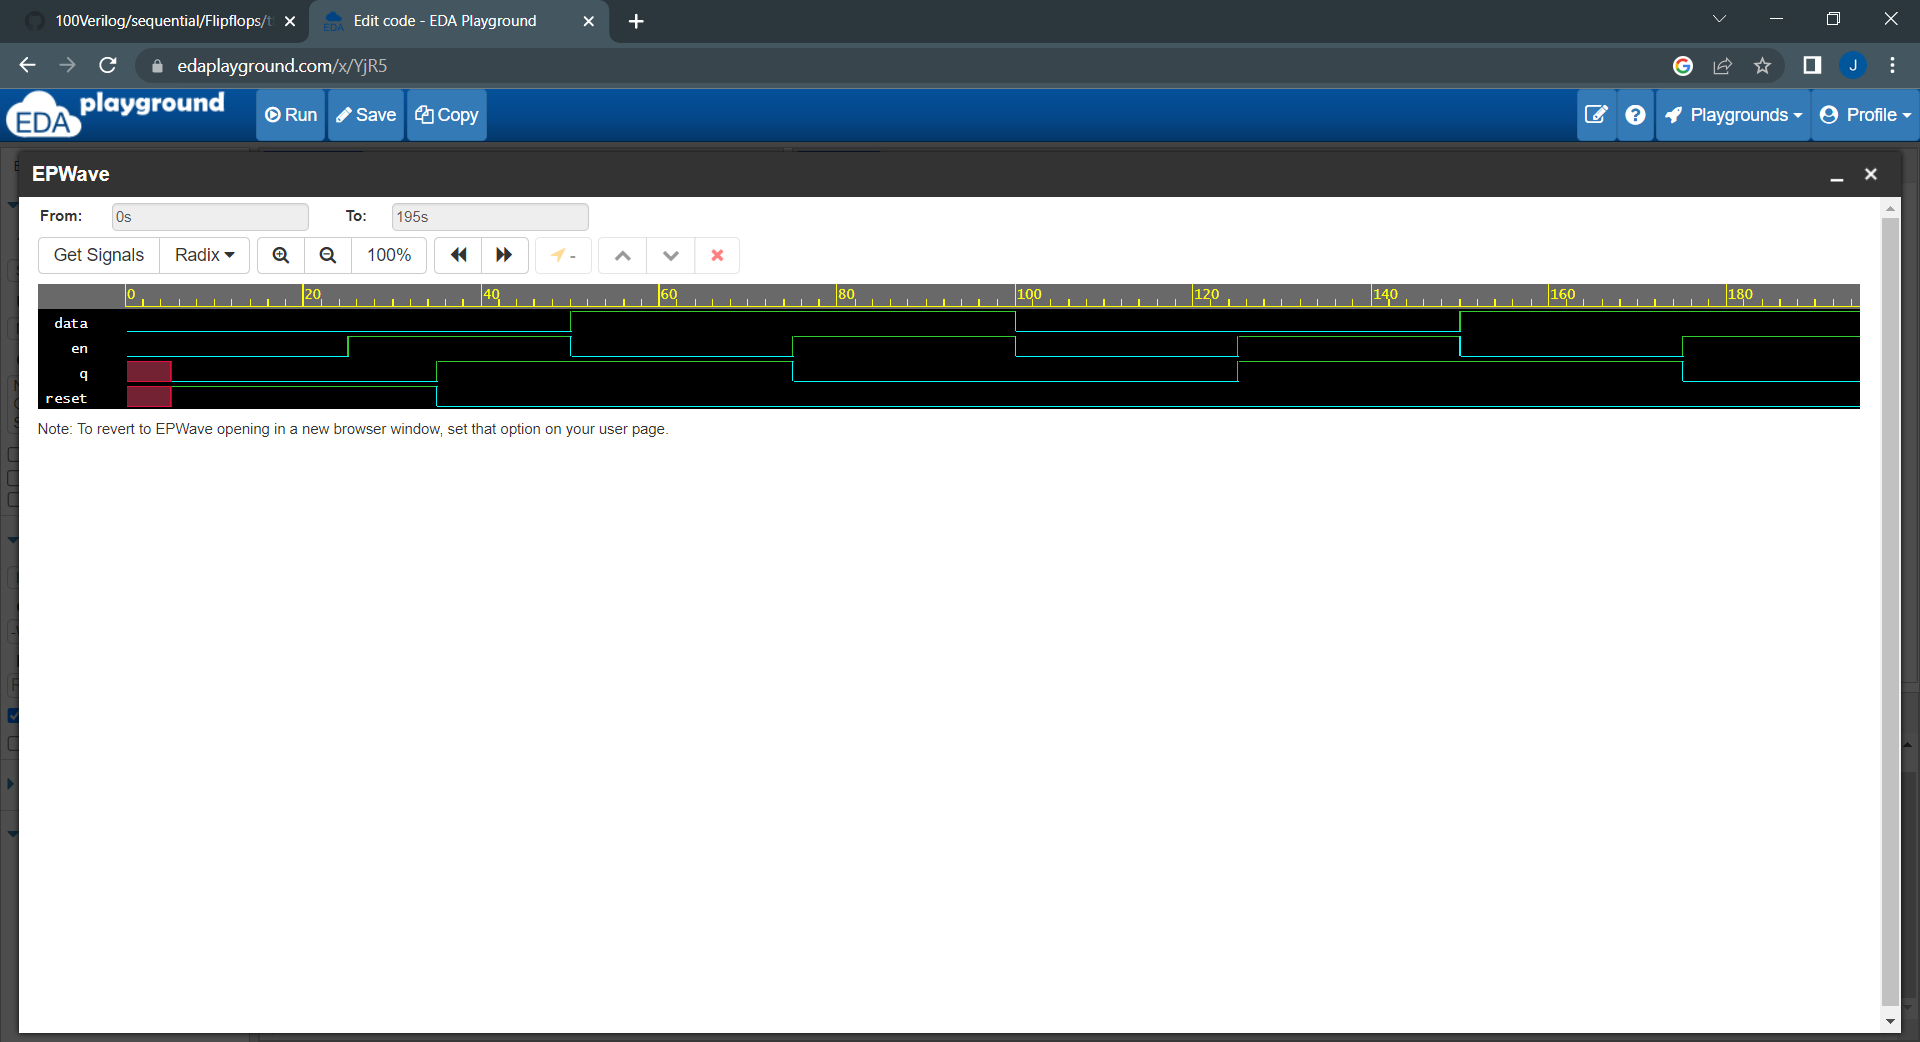 100Verilog/sequential/Flipflops/t
Edit code - EDA Playground
edaplayground.com/x/YjR5
J
EDA playground
Run
Save
Copy
Playgrounds
Profile
EPWave
From:
0s
To:
195s
Get Signals
Radix
100%
-
0 20 40 60 80 100 120 140 160 180
data
en
q
reset
Note: To revert to EPWave opening in a new browser window, set that option on your user page.